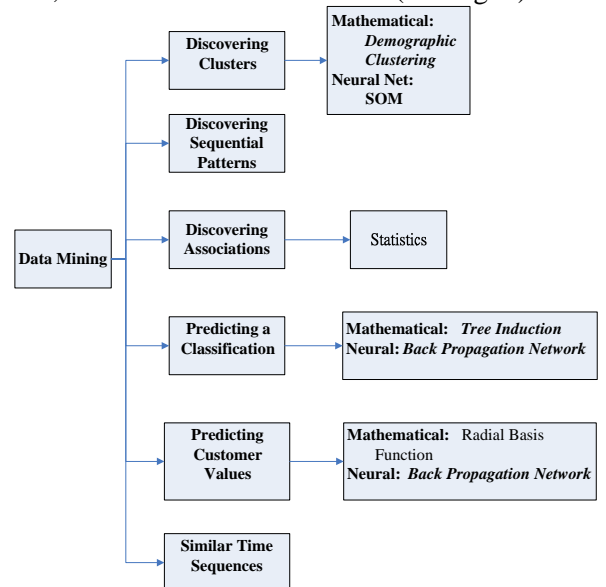 Discovering
Clusters
Mathematical:
Demographic
Clustering
Neural Net:
SOM
Discovering
Sequential
Patterns
Data Mining
Discovering
Associations
Statistics
Predicting a
Classification
Mathematical: Tree Induction
Neural: Back Propagation Network
Predicting
Customer
Values
Mathematical: Radial Basis
Function
Neural: Back Propagation Network
Similar Time
Sequences